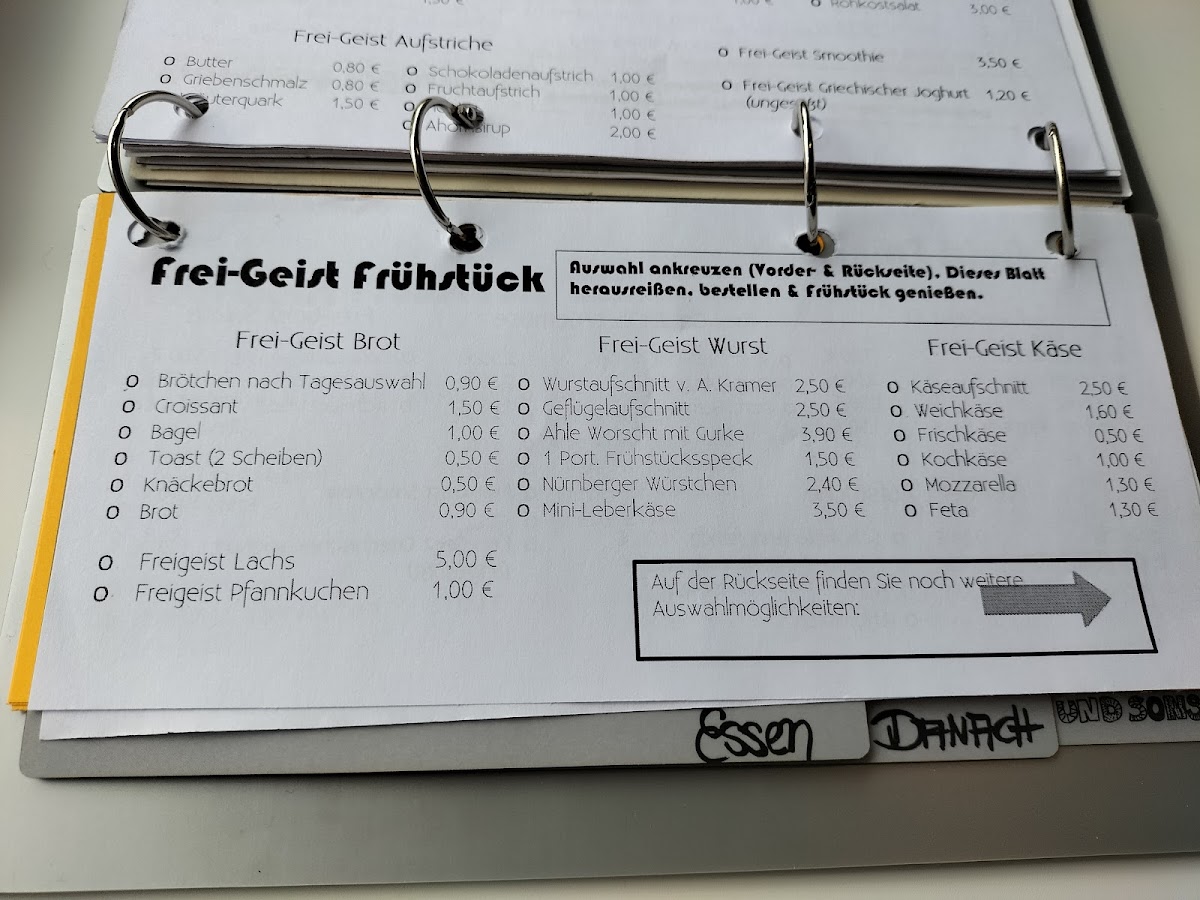 Rohkostsalat 3,00 €
Frei-Geist Aufstriche
Butter 0,80 €
Griebenschmalz 0,80 €
1,50 €
Schokoladenaufstrich 1,00 €
Fruchtaufstrich 1,00 €
1,00 €
2,00 €
Frei-Geist Smoothie 3,50 €
Frei-Geist Griechischer Joghurt 1,20 €
Frei-Geist Frühstück
Auswahl ankreuzen (Vorder- & Rückseite). Dieses Blatt
herausreißen, bestellen & Frühstück genießen.
Frei-Geist Brot
o Brötchen nach Tagesauswahl 0,90 €
o Croissant 1,50 €
o Bagel 1,00 €
o Toast (2 Scheiben) 0,50 €
o Knäckebrot 0,50 €
o Brot 0,90 €
o Freigeist Lachs 5,00 €
o Freigeist Pfannkuchen 1,00 €
Frei-Geist Wurst
o Wurstaufschnitt v. A. Kramer 2,50 €
o Geflügelaufschnitt 2,50 €
o Ahle Worscht mit Gurke 3,90 €
o 1 Port. Frühstücksspeck 1,50 €
o Nürnberger Würstchen 2,40 €
o Mini-Leberkäse 3,50 €
Frei-Geist Käse
o Käseaufschnitt 2,50 €
o Weichkäse 1,60 €
o Frischkäse 0,50 €
o Kochkäse 1,00 €
o Mozzarella 1,30 €
o Feta 1,30 €
Auf der Rückseite finden Sie noch weitere
Auswahlmöglichkeiten:
Essen
DANACH
UND